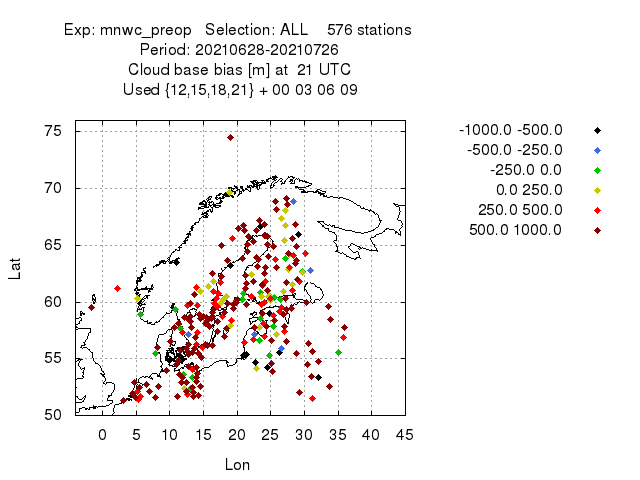 Exp: mnwc_preop   Selection: ALL    576 stations
Period: 20210628-20210726
Cloud base bias [m] at  21 UTC
Used {12,15,18,21} + 00 03 06 09
-1000.0 -500.0
-500.0 -250.0
-250.0 0.0
0.0 250.0
250.0 500.0
500.0 1000.0
75
70
65
60
55
50
Lat
0 5 10 15 20 25 30 35 40 45
Lon